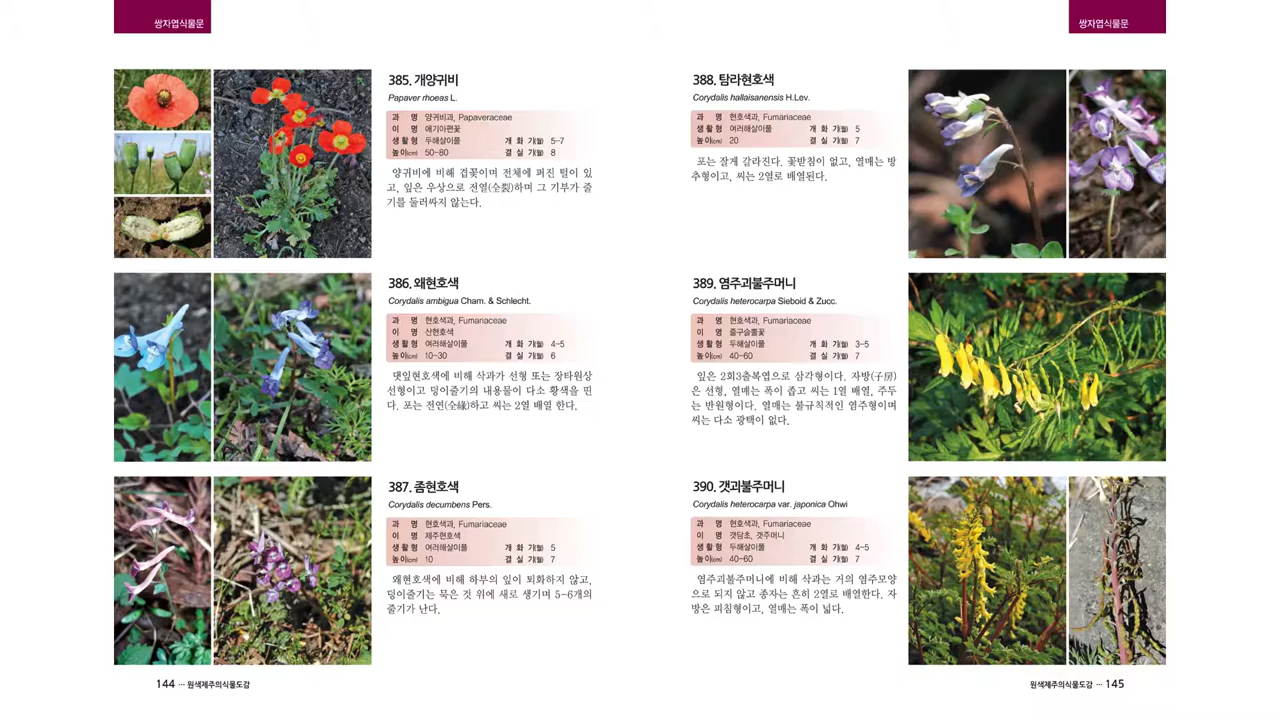 쌍자엽식물문
385. 개양귀비
Papaver rhoeas L.
과 명 양귀비과, Papaveraceae
이 명 애기아편꽃
생 활 형 두해살이풀 개 화 기(월) 5-7
높 이(cm) 50-80 결 실 기(월) 8
양귀비에 비해 겹꽃이며 전체에 퍼진 털이 있
고, 잎은 우상으로 전열(全裂)하며 그 기부가 줄
기를 둘러싸지 않는다.
386. 왜현호색
Corydalis ambigua Cham. & Schlecht.
과 명 현호색과, Fumariaceae
이 명 산현호색
생 활 형 여러해살이풀 개 화 기(월) 4-5
높 이(cm) 10-30 결 실 기(월) 6
댓잎현호색에 비해 삭과가 선형 또는 장타원상
선형이고 덩이줄기의 내용물이 다소 황색을 띤
다. 포는 전연(全緣)하고 씨는 2열 배열 한다.
387. 좀현호색
Corydalis decumbens Pers.
과 명 현호색과, Fumariaceae
이 명 제주현호색
생 활 형 여러해살이풀 개 화 기(월) 5
높 이(cm) 10 결 실 기(월) 7
왜현호색에 비해 하부의 잎이 퇴화하지 않고,
덩이줄기는 묵은 것 위에 새로 생기며 5-6개의
줄기가 난다.
144 ··· 원색제주의식물도감
쌍자엽식물문
388. 탐라현호색
Corydalis hallaisanensis H.Lev.
과 명 현호색과, Fumariaceae
생 활 형 여러해살이풀 개 화 기(월) 5
높 이(cm) 20 결 실 기(월) 7
포는 잘게 갈라진다. 꽃받침이 없고, 열매는 방
추형이고, 씨는 2열로 배열된다.
389. 염주괴불주머니
Corydalis heterocarpa Sieboid & Zucc.
과 명 현호색과, Fumariaceae
이 명 즐구슬뿔꽃
생 활 형 두해살이풀 개 화 기(월) 3-5
높 이(cm) 40-60 결 실 기(월) 7
잎은 2회3출복엽으로 삼각형이다. 자방(子房)
은 선형, 열매는 폭이 좁고 씨는 1열 배열, 주두
는 반원형이다. 열매는 불규칙적인 염주형이며
씨는 다소 광택이 없다.
390. 갯괴불주머니
Corydalis heterocarpa var. japonica Ohwi
과 명 현호색과, Fumariaceae
이 명 갯담초, 갯주머니
생 활 형 두해살이풀 개 화 기(월) 4-5
높 이(cm) 40-60 결 실 기(월) 7
염주괴불주머니에 비해 삭과는 거의 염주모양
으로 되지 않고 종자는 흔히 2열로 배열한다. 자
방은 피침형이고, 열매는 폭이 넓다.
원색제주의식물도감 ··· 145